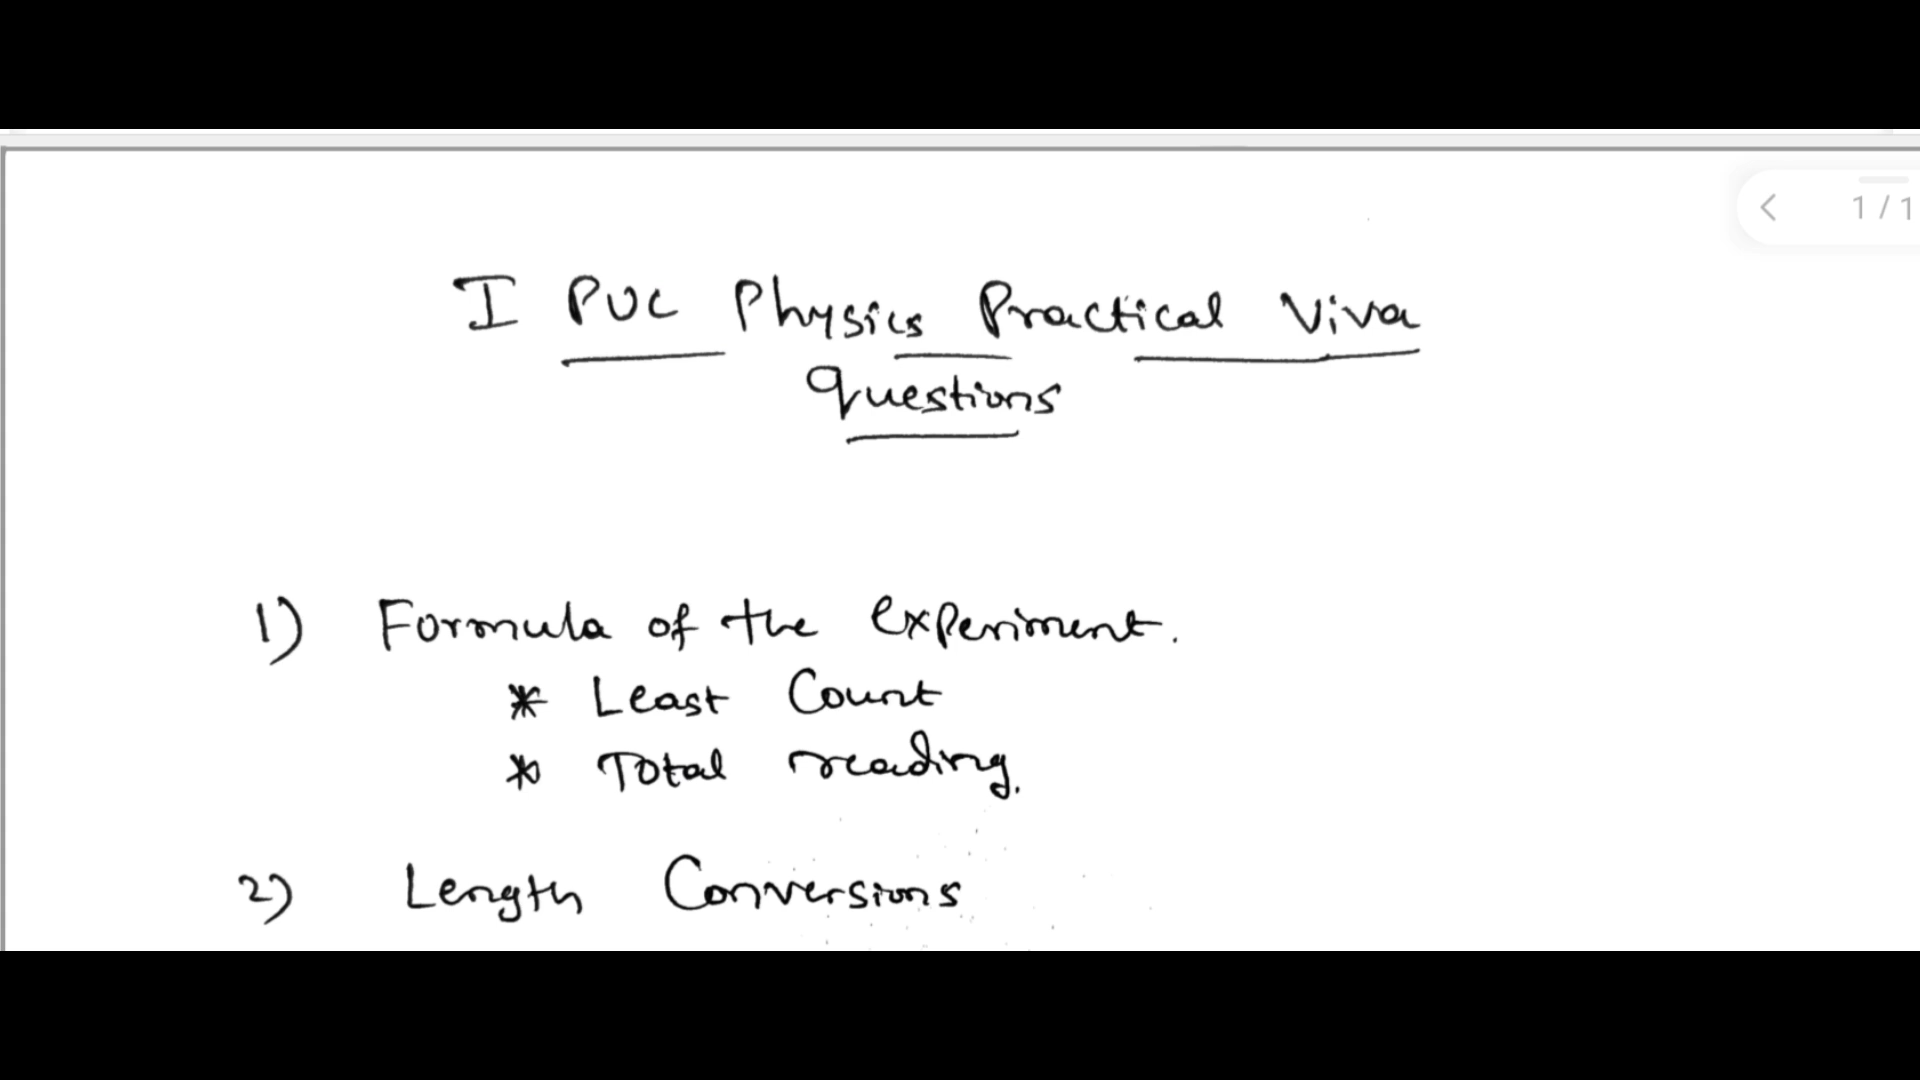 I PUC Physics Practical Viva
Questions
1 / 1
1) Formula of the experiment.
* Least Count
* Total reading.
2) Length Conversions